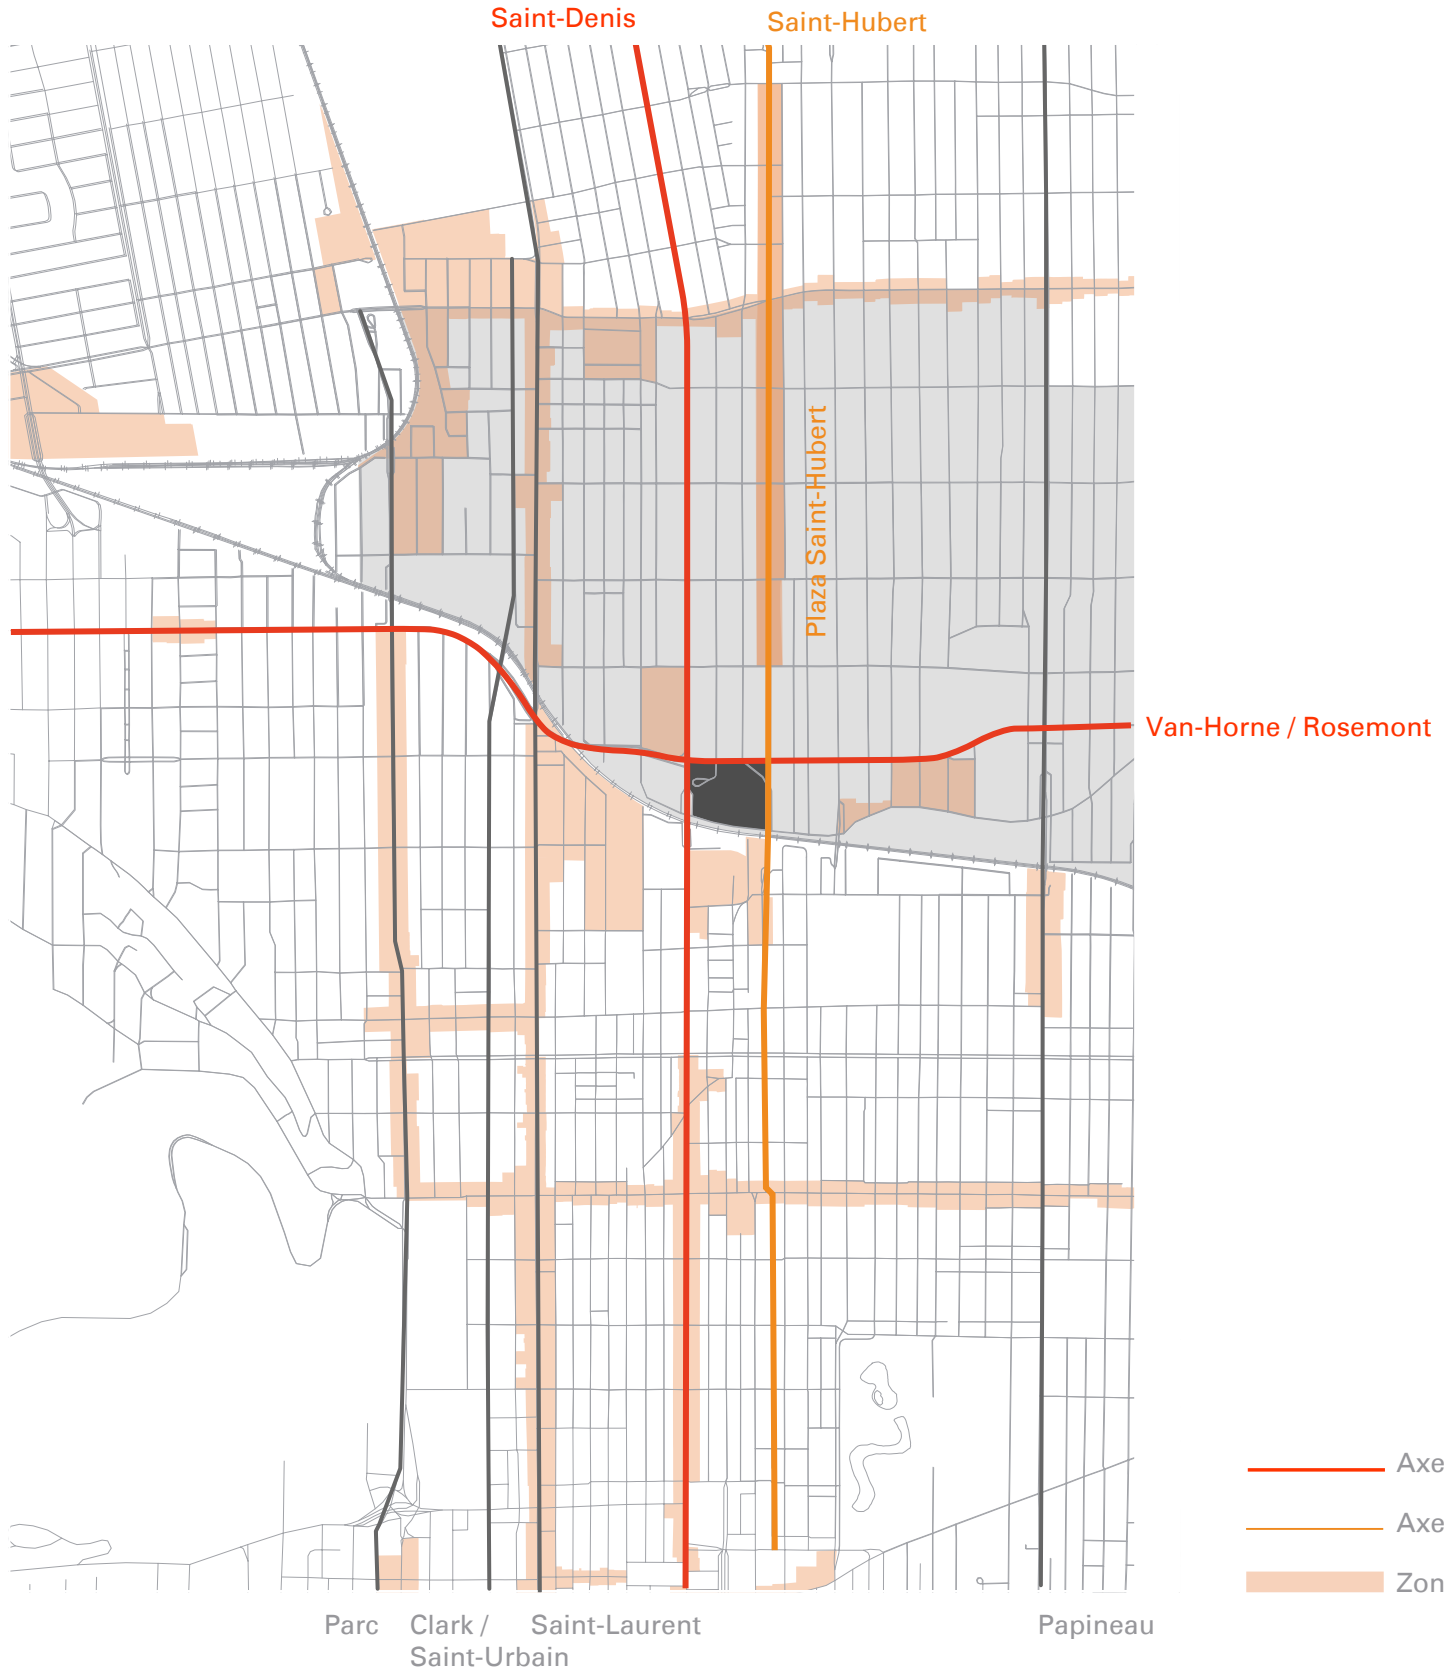 Saint-Denis
Saint-Hubert
Plaza Saint-Hubert
Van-Horne / Rosemont
Axe
Axe
Zon
Parc
Clark /
Saint-Urbain
Saint-Laurent
Papineau